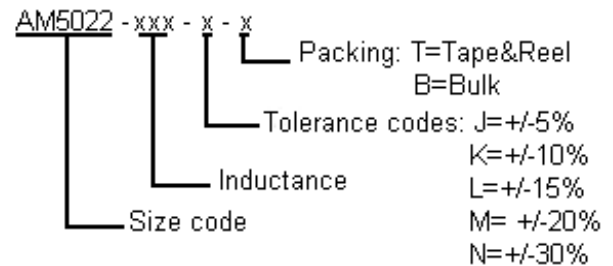 AM5022 - xxx - x - x
Packing: T=Tape&Reel
B=Bulk
Tolerance codes: J=+/-5%
K=+/-10%
Inductance
L=+/-15%
Size code
M= +/-20%
N=+/-30%